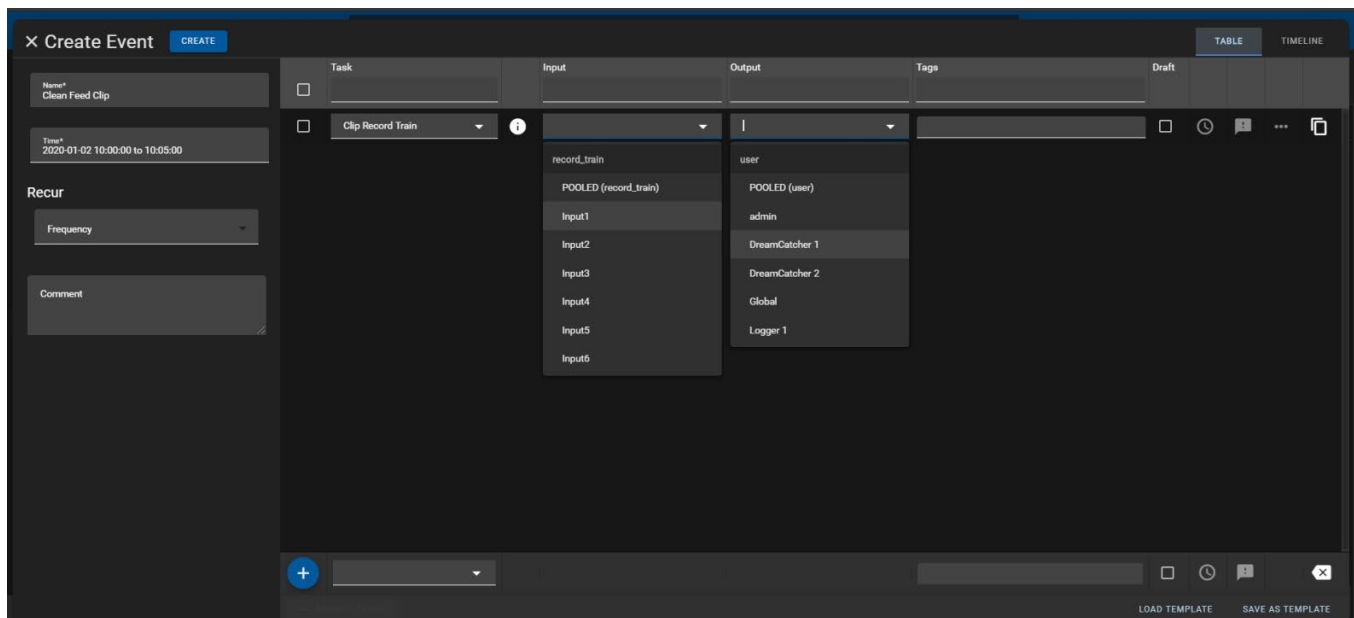 Create Event
CREATE
TABLE
TIMELINE
Name*
Clean Feed Clip
Time*
2020-01-02 10:00:00 to 10:05:00
Recur
Frequency
Comment
Task
Input
Output
Tags
Draft
Clip Record Train
record_train
POOLED (record_train)
Input1
Input2
Input3
Input4
Input5
Input6
user
POOLED (user)
admin
DreamCatcher 1
DreamCatcher 2
Global
Logger 1
LOAD TEMPLATE
SAVE AS TEMPLATE